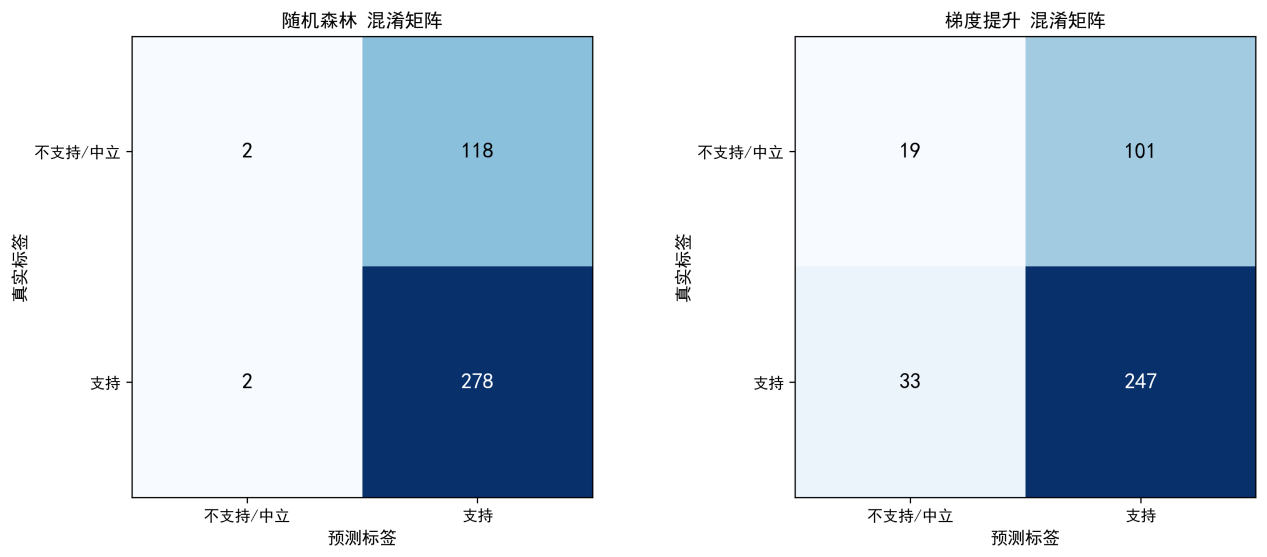 随机森林 混淆矩阵
不支持/中立
2
118
真实标签
支持
2
278
不支持/中立
支持
预测标签
梯度提升 混淆矩阵
不支持/中立
19
101
真实标签
支持
33
247
不支持/中立
支持
预测标签